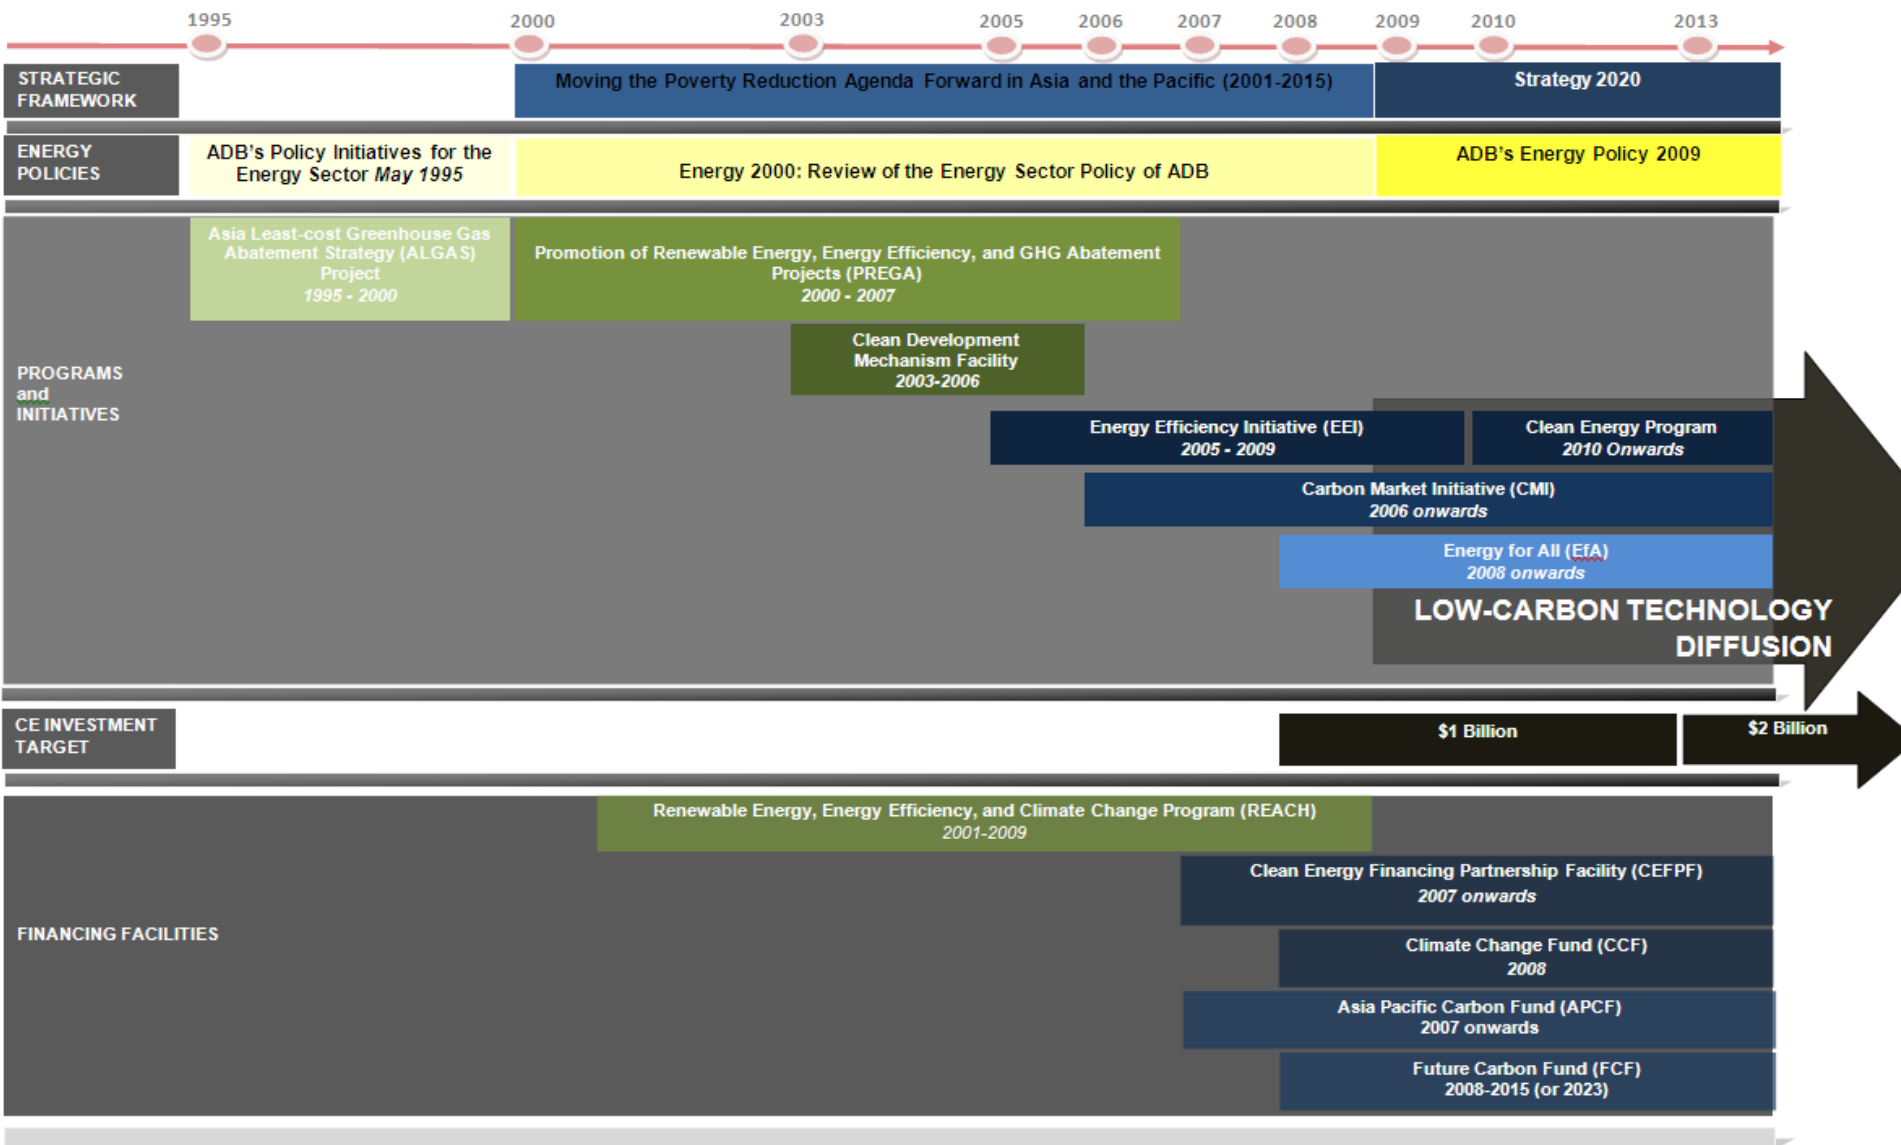 1995 2000 2003 2005 2006 2007 2008 2009 2010 2013
STRATEGIC
FRAMEWORK
Moving the Poverty Reduction Agenda Forward in Asia and the Pacific (2001-2015)
Strategy 2020
ENERGY
POLICIES
ADB's Policy Initiatives for the
Energy Sector May 1995
Energy 2000: Review of the Energy Sector Policy of ADB
ADB's Energy Policy 2009
PROGRAMS
and
INITIATIVES
Asia Least-cost Greenhouse Gas
Abatement Strategy (ALGAS)
Project
1995 - 2000
Promotion of Renewable Energy, Energy Efficiency, and GHG Abatement
Projects (PREGA)
2000 - 2007
Clean Development
Mechanism Facility
2003-2006
Energy Efficiency Initiative (EEI)
2005 - 2009
Clean Energy Program
2010 Onwards
Carbon Market Initiative (CMI)
2006 onwards
Energy for All (EfA)
2008 onwards
LOW-CARBON TECHNOLOGY
DIFFUSION
CE INVESTMENT
TARGET
$1 Billion
$2 Billion
FINANCING FACILITIES
Renewable Energy, Energy Efficiency, and Climate Change Program (REACH)
2001-2009
Clean Energy Financing Partnership Facility (CEFPF)
2007 onwards
Climate Change Fund (CCF)
2008
Asia Pacific Carbon Fund (APCF)
2007 onwards
Future Carbon Fund (FCF)
2008-2015 (or 2023)